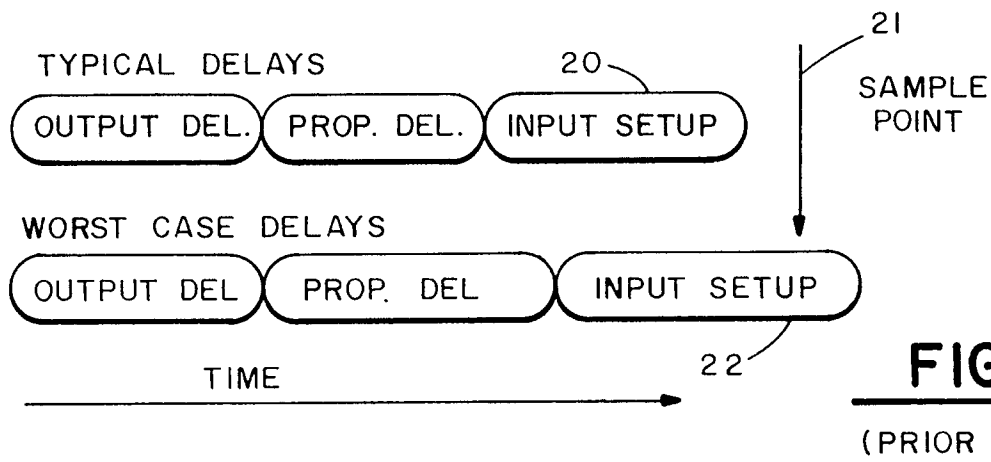 21
TYPICAL DELAYS
20
SAMPLE
POINT
OUTPUT DEL.
PROP. DEL.
INPUT SETUP
WORST CASE DELAYS
OUTPUT DEL
PROP. DEL
INPUT SETUP
22
TIME
(PRIOR